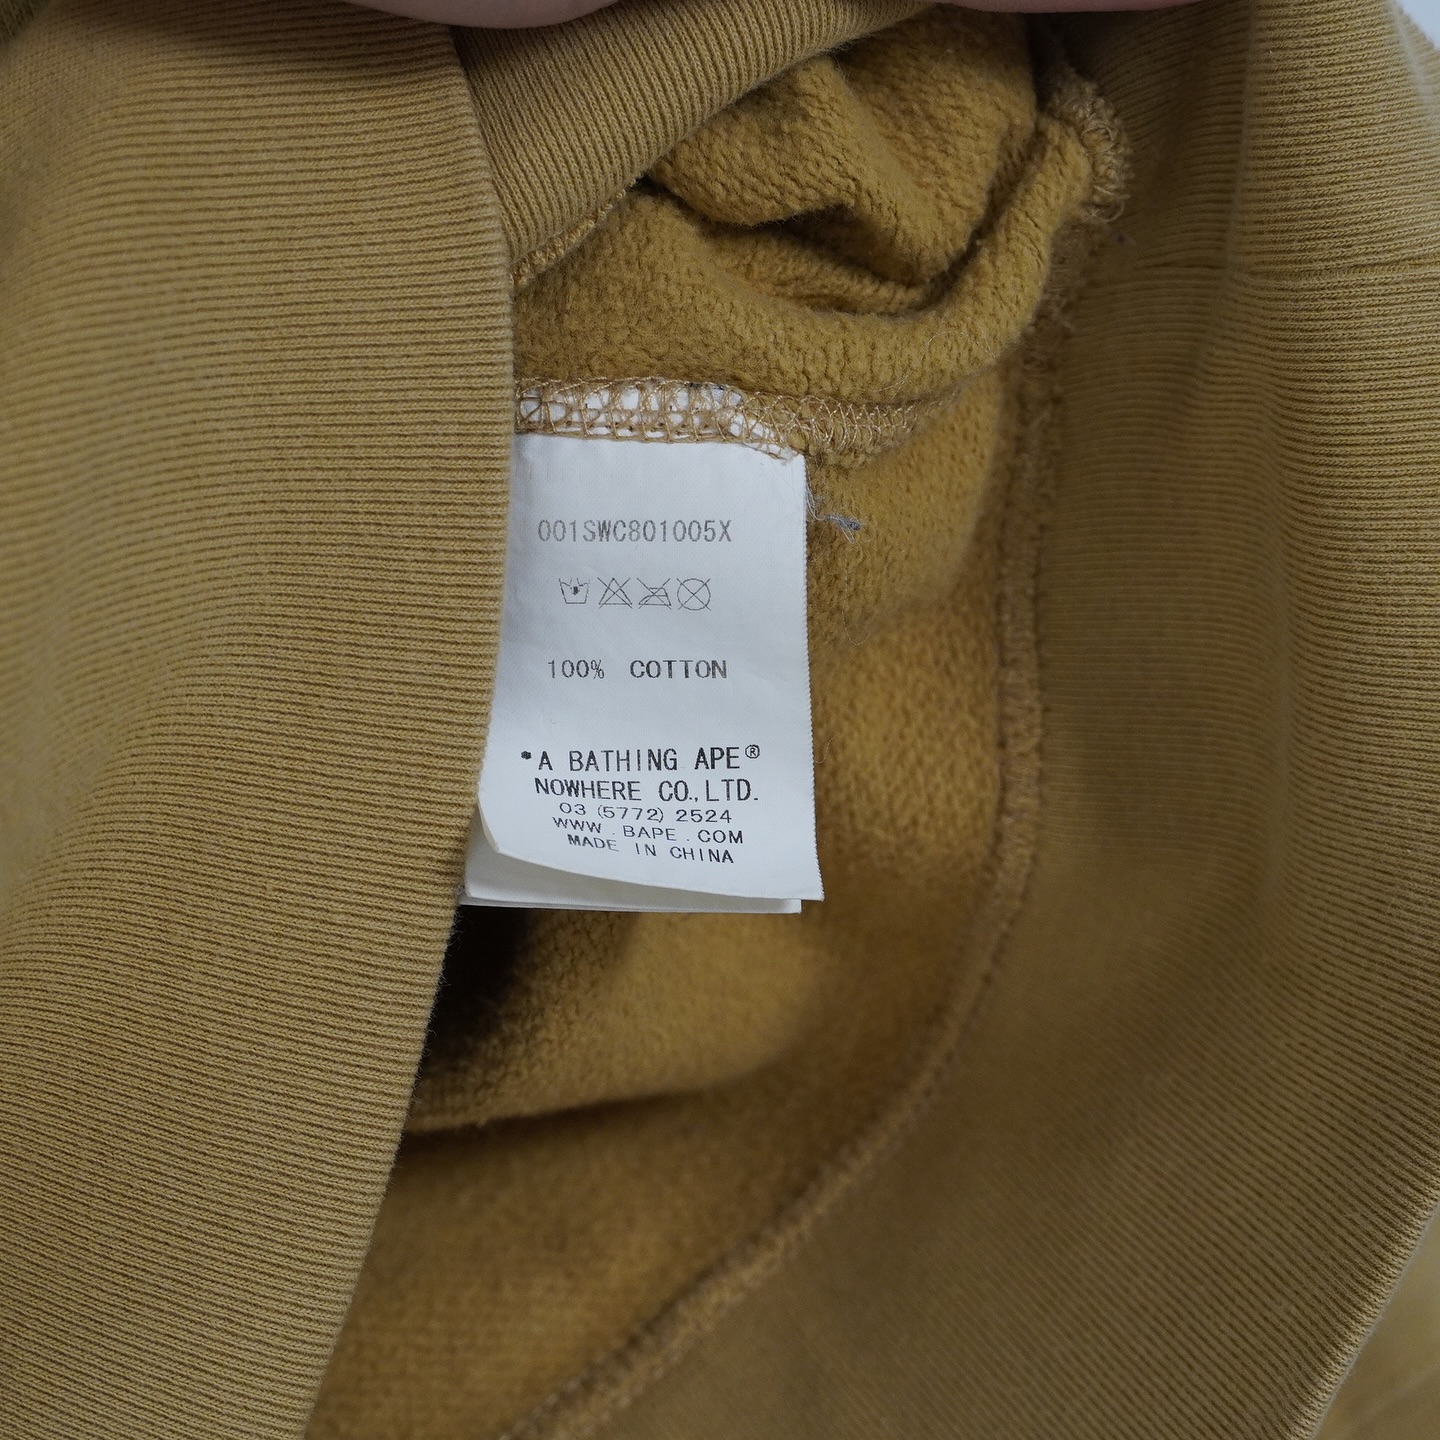 001SWC801005X
100% COTTON
*A BATHING APE®
NOWHERE CO.,LTD.
03 (5772) 2524
WWW.BAPE.COM
MADE IN CHINA